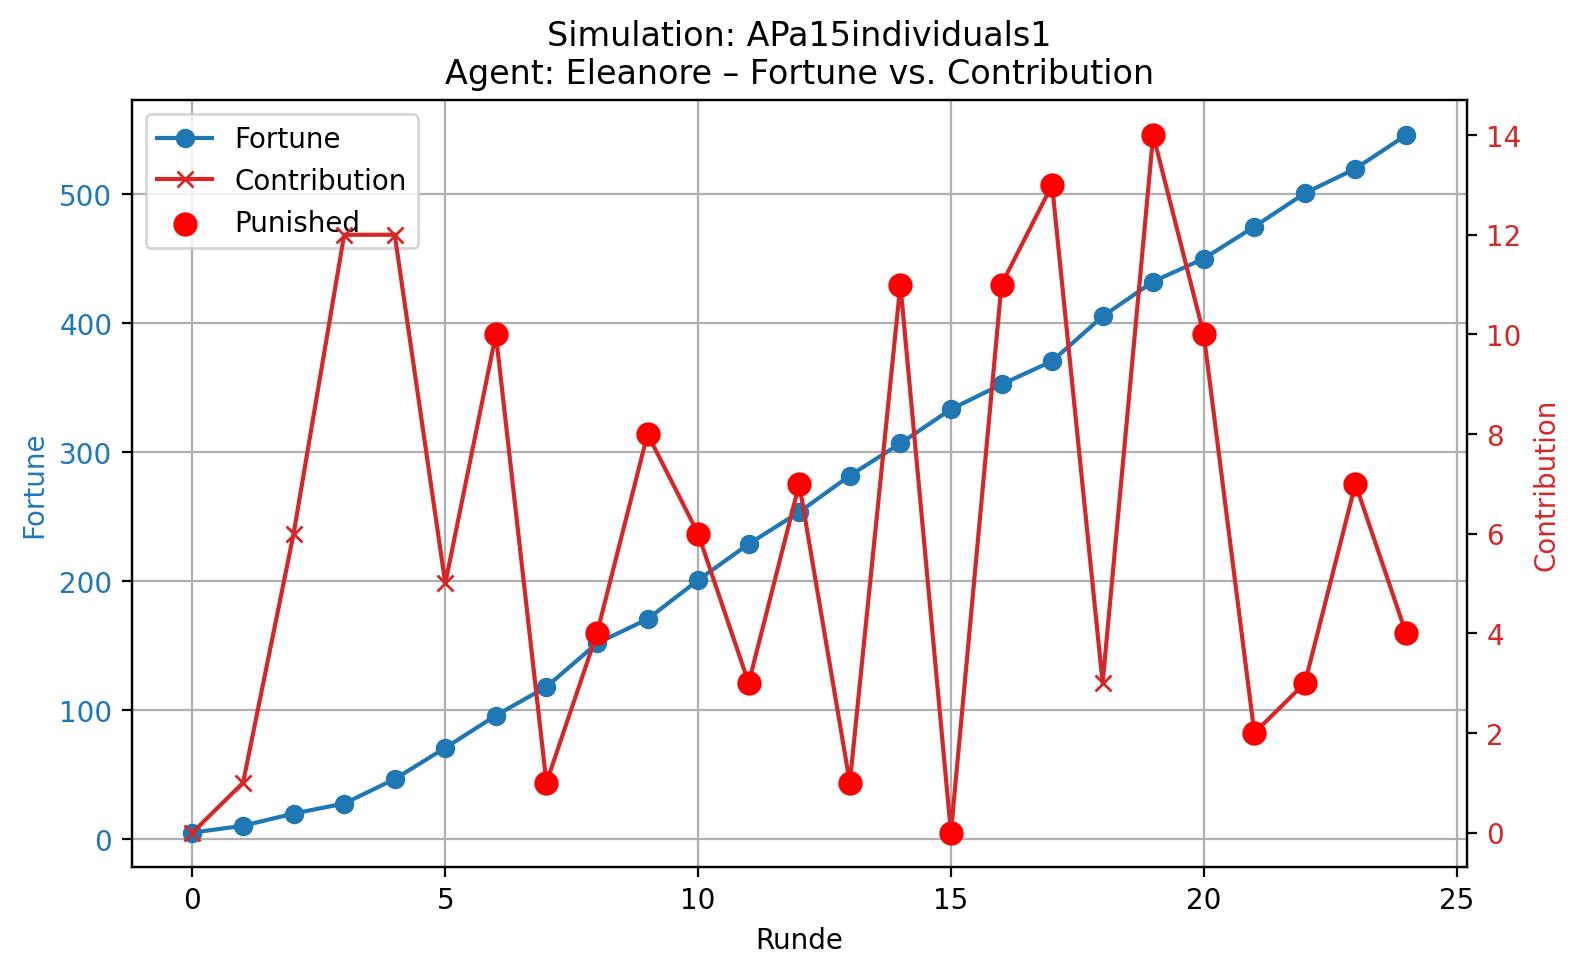 Simulation: APa15individuals1
Agent: Eleanore – Fortune vs. Contribution
Fortune
Contribution
Punished
500
400
300
200
100
0
Fortune
14
12
10
8
6
4
2
0
Contribution
0 5 10 15 20 25
Runde